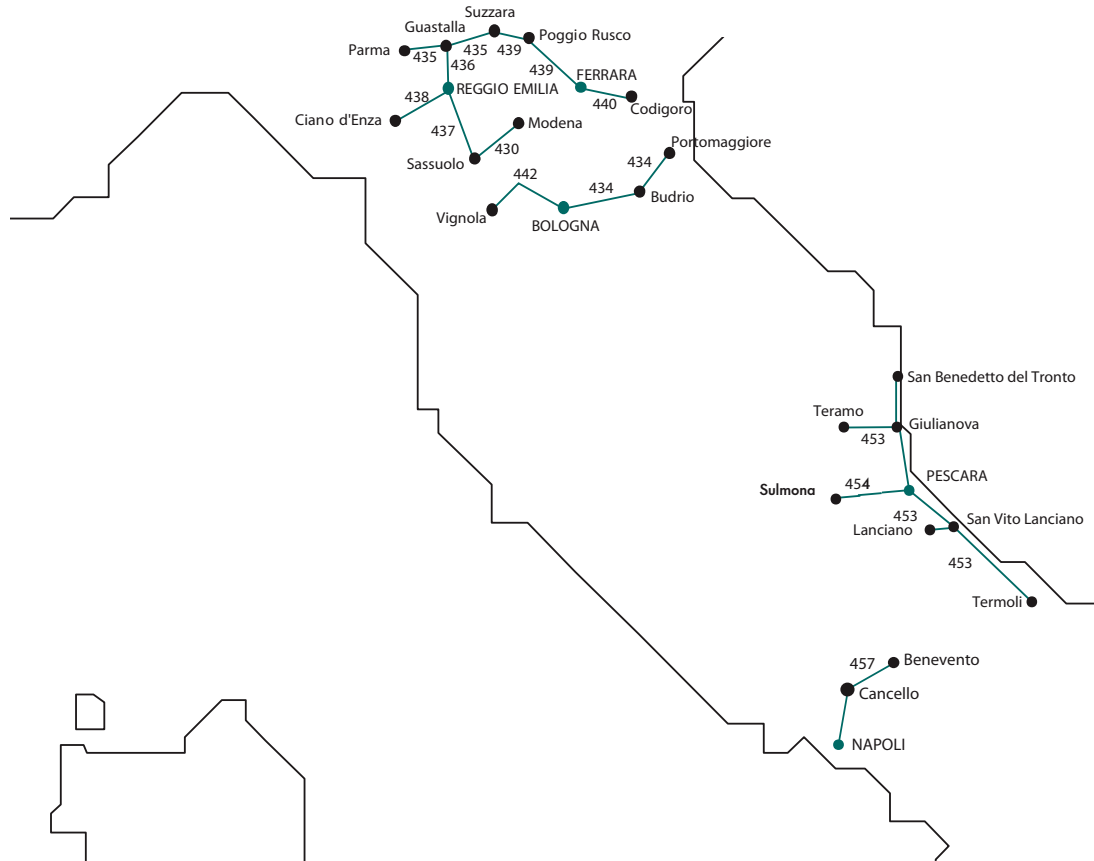 Suzzara
Guastalla
Poggio Rusco
Parma
435
435
439
436
439
FERRARA
REGGIO EMILIA
438
440
Codigoro
Ciano d'Enza
Modena
437
430
Portomaggiore
Sassuolo
434
442
434
Budrio
Vignola
BOLOGNA
San Benedetto del Tronto
Teramo
Giulianova
453
PESCARA
454
Sulmona
453
San Vito Lanciano
Lanciano
453
Termoli
457
Benevento
Cancello
NAPOLI